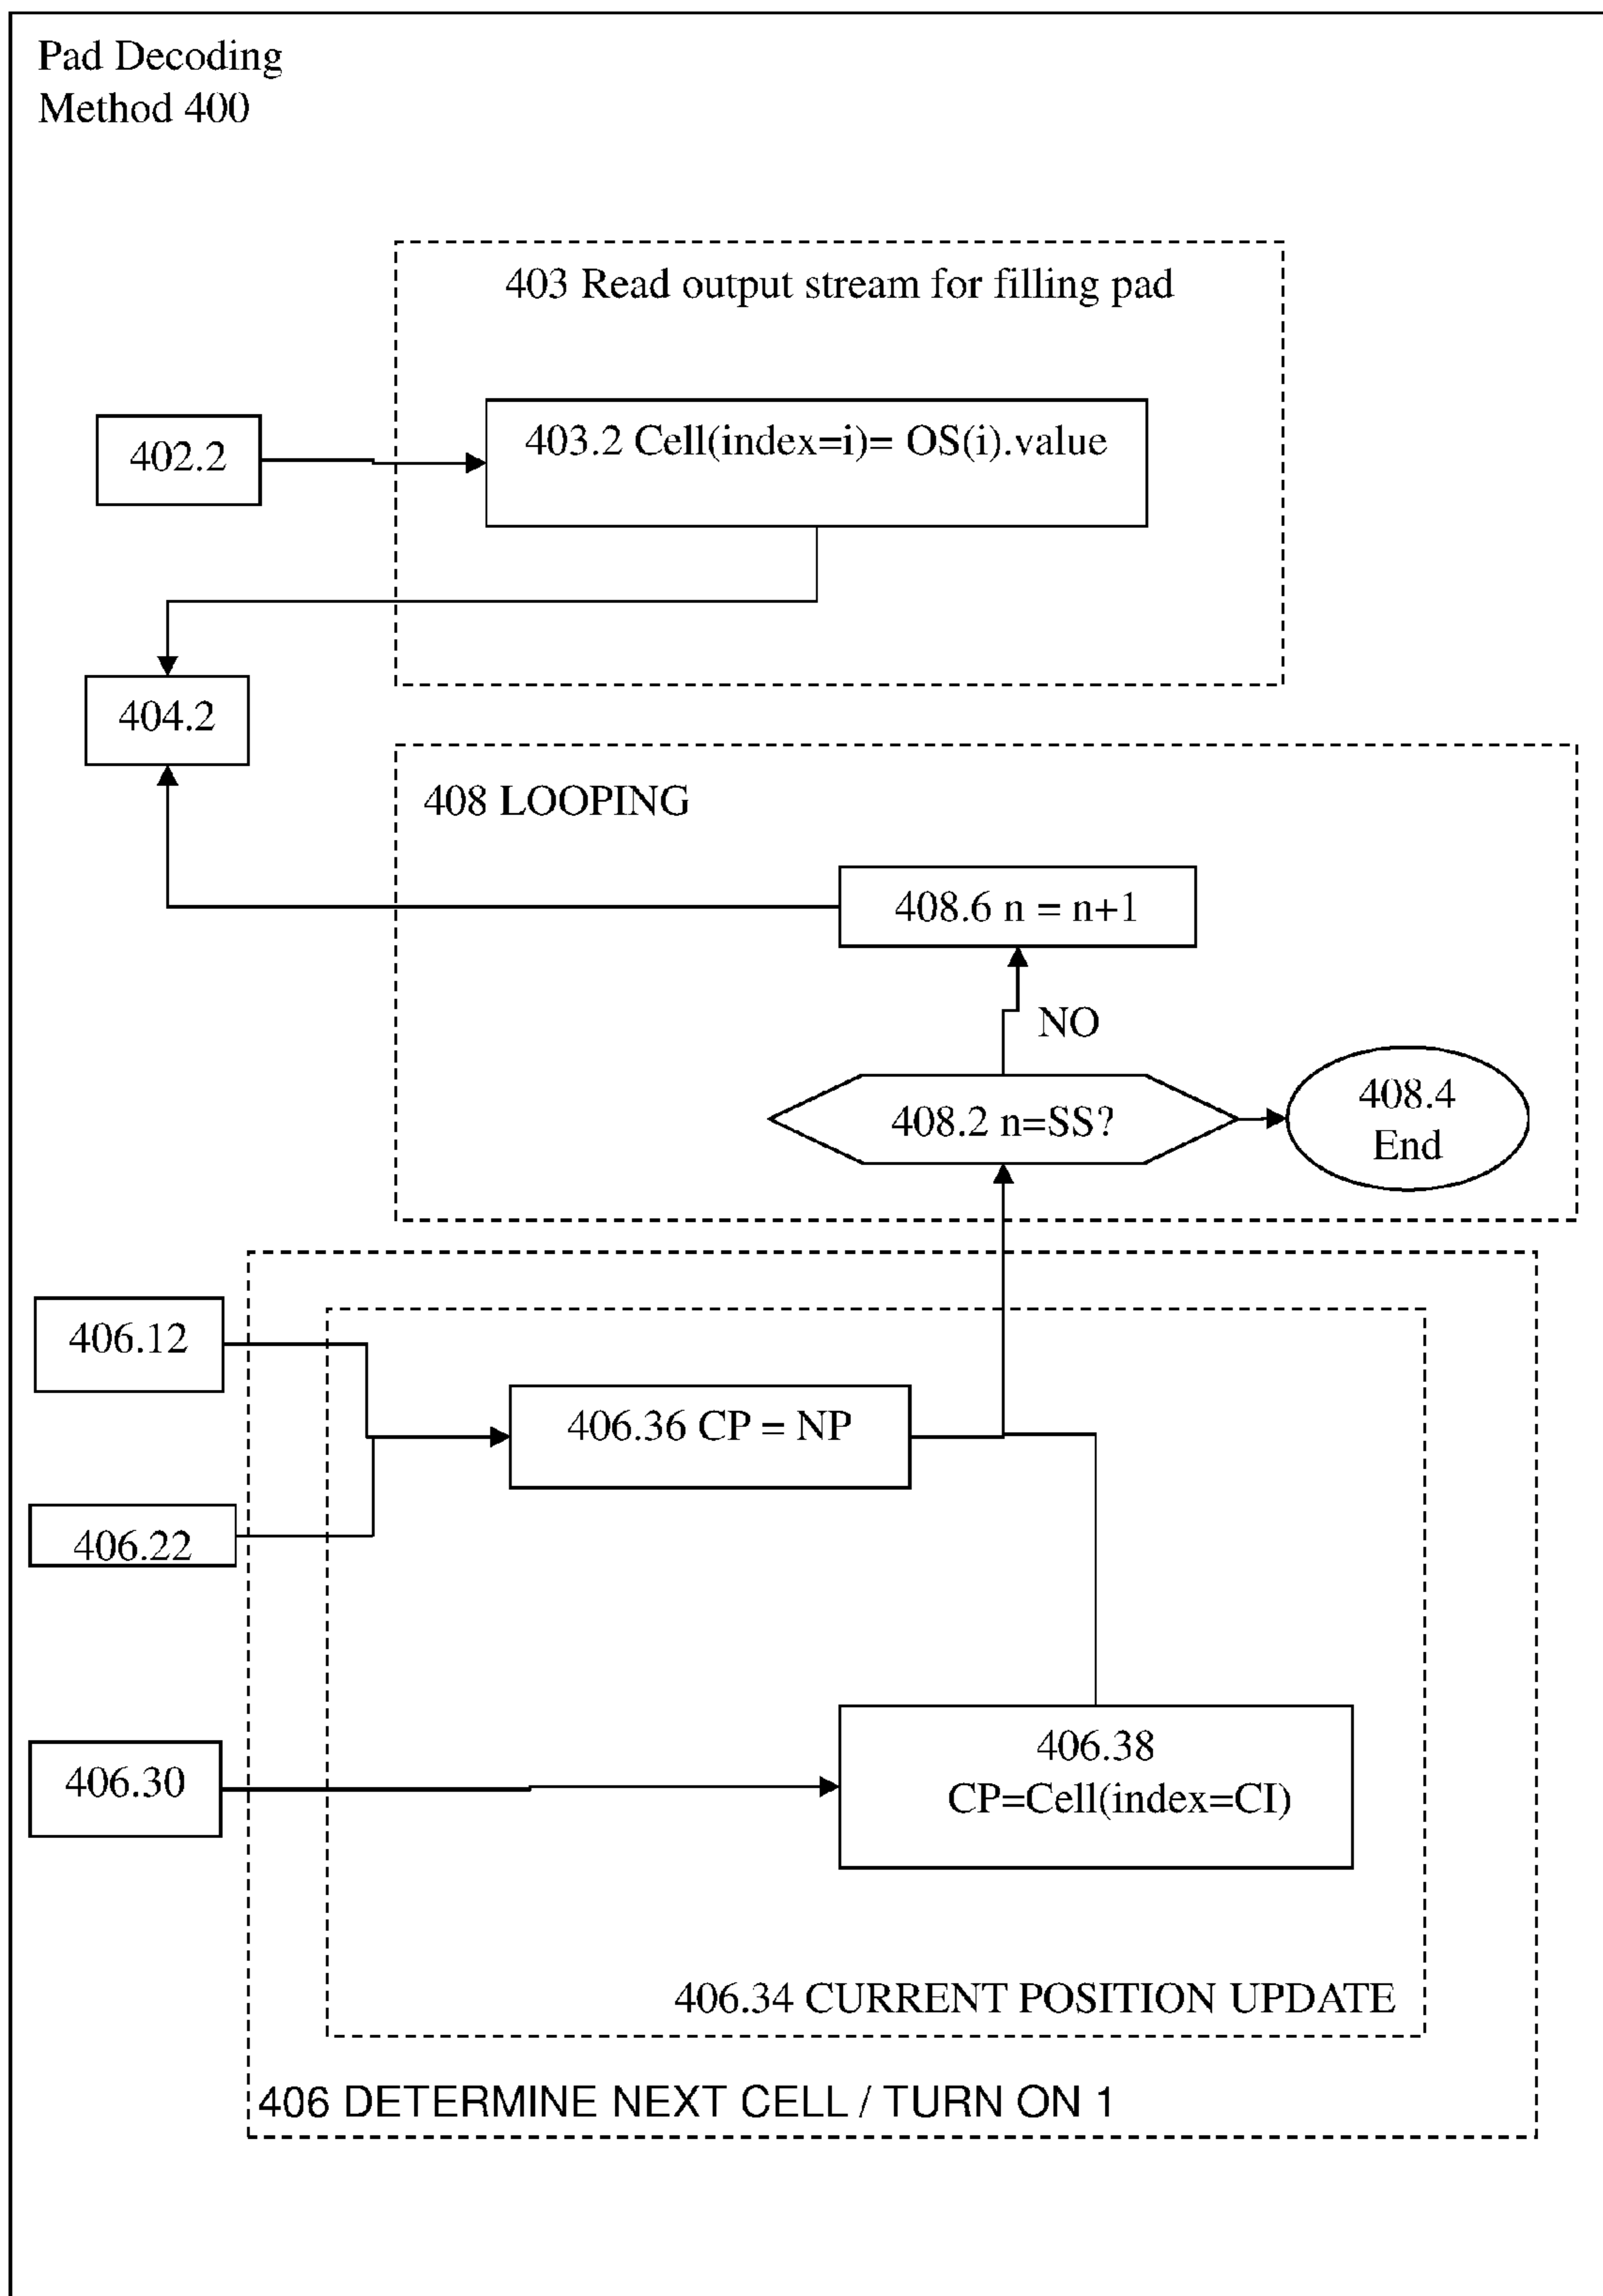 Pad Decoding
Method 400
403 Read output stream for filling pad
402.2
403.2 Cell(index=i)= OS(i).value
404.2
408 LOOPING
408.6 n = n+1
NO
408.2 n=SS?
408.4
End
406.12
406.36 CP = NP
406.22
406.30
406.38
CP=Cell(index=CI)
406.34 CURRENT POSITION UPDATE
406 DETERMINE NEXT CELL / TURN ON 1